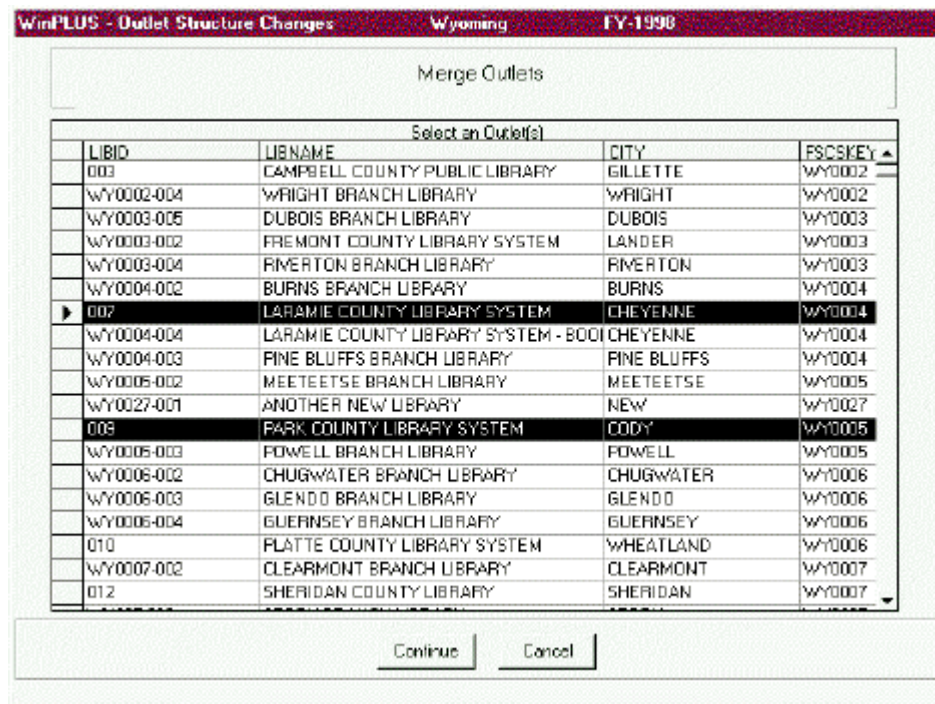 WinPLUS - Outlet Structure Changes Wyoming FY-1998
Merge Outlets
Select an Outlet(s)
LIBID LIBNAME CITY FSCSKEY
003 CAMPBELL COUNTY PUBLIC LIBRARY GILLETTE WY0002
WY0002-004 WRIGHT BRANCH LIBRARY WRIGHT WY0002
WY0003-005 DUBOIS BRANCH LIBRARY DUBOIS WY0003
WY0003-002 FREMONT COUNTY LIBRARY SYSTEM LANDER WY0003
WY0003-004 RIVERTON BRANCH LIBRARY RIVERTON WY0003
WY0004-002 BURNS BRANCH LIBRARY BURNS WY0004
007 LARAMIE COUNTY LIBRARY SYSTEM CHEYENNE WY0004
WY0004-004 LARAMIE COUNTY LIBRARY SYSTEM - BOOI CHEYENNE WY0004
WY0004-003 PINE BLUFFS BRANCH LIBRARY PINE BLUFFS WY0004
WY0005-002 MEETEETSE BRANCH LIBRARY MEETEETSE WY0005
WY0027-001 ANOTHER NEW LIBRARY NEW WY0027
009 PARK COUNTY LIBRARY SYSTEM CODY WY0005
WY0005-003 POWELL BRANCH LIBRARY POWELL WY0005
WY0006-002 CHUGWATER BRANCH LIBRARY CHUGWATER WY0006
WY0006-003 GLENDO BRANCH LIBRARY GLENDO WY0006
WY0006-004 GUERNSEY BRANCH LIBRARY GUERNSEY WY0006
010 PLATTE COUNTY LIBRARY SYSTEM WHEATLAND WY0006
WY0007-002 CLEARMONT BRANCH LIBRARY CLEARMONT WY0007
012 SHERIDAN COUNTY LIBRARY SHERIDAN WY0007
Continue Cancel